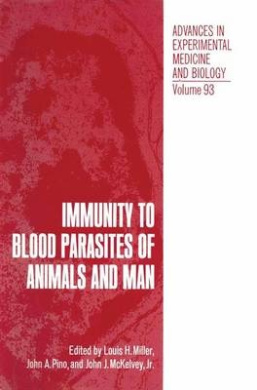 ADVANCES IN
EXPERIMENTAL
MEDICINE
AND BIOLOGY
Volume 93
IMMUNITY TO
BLOOD PARASITES OF
ANIMALS AND MAN
Edited by Louis H. Miller,
John A. Pino, and John J. McKelvey, Jr.